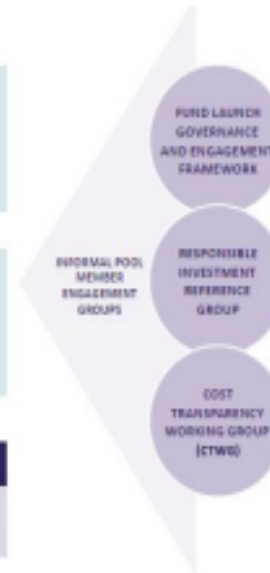 FUND LAUNCH
GOVERNANCE
AND ENGAGEMENT
FRAMEWORK
INFORMAL POOL
MEMBER
ENGAGEMENT
GROUPS
RESPONSIBLE
INVESTMENT
REFERENCE
GROUP
COST
TRANSPARENCY
WORKING GROUP
(CTWG)